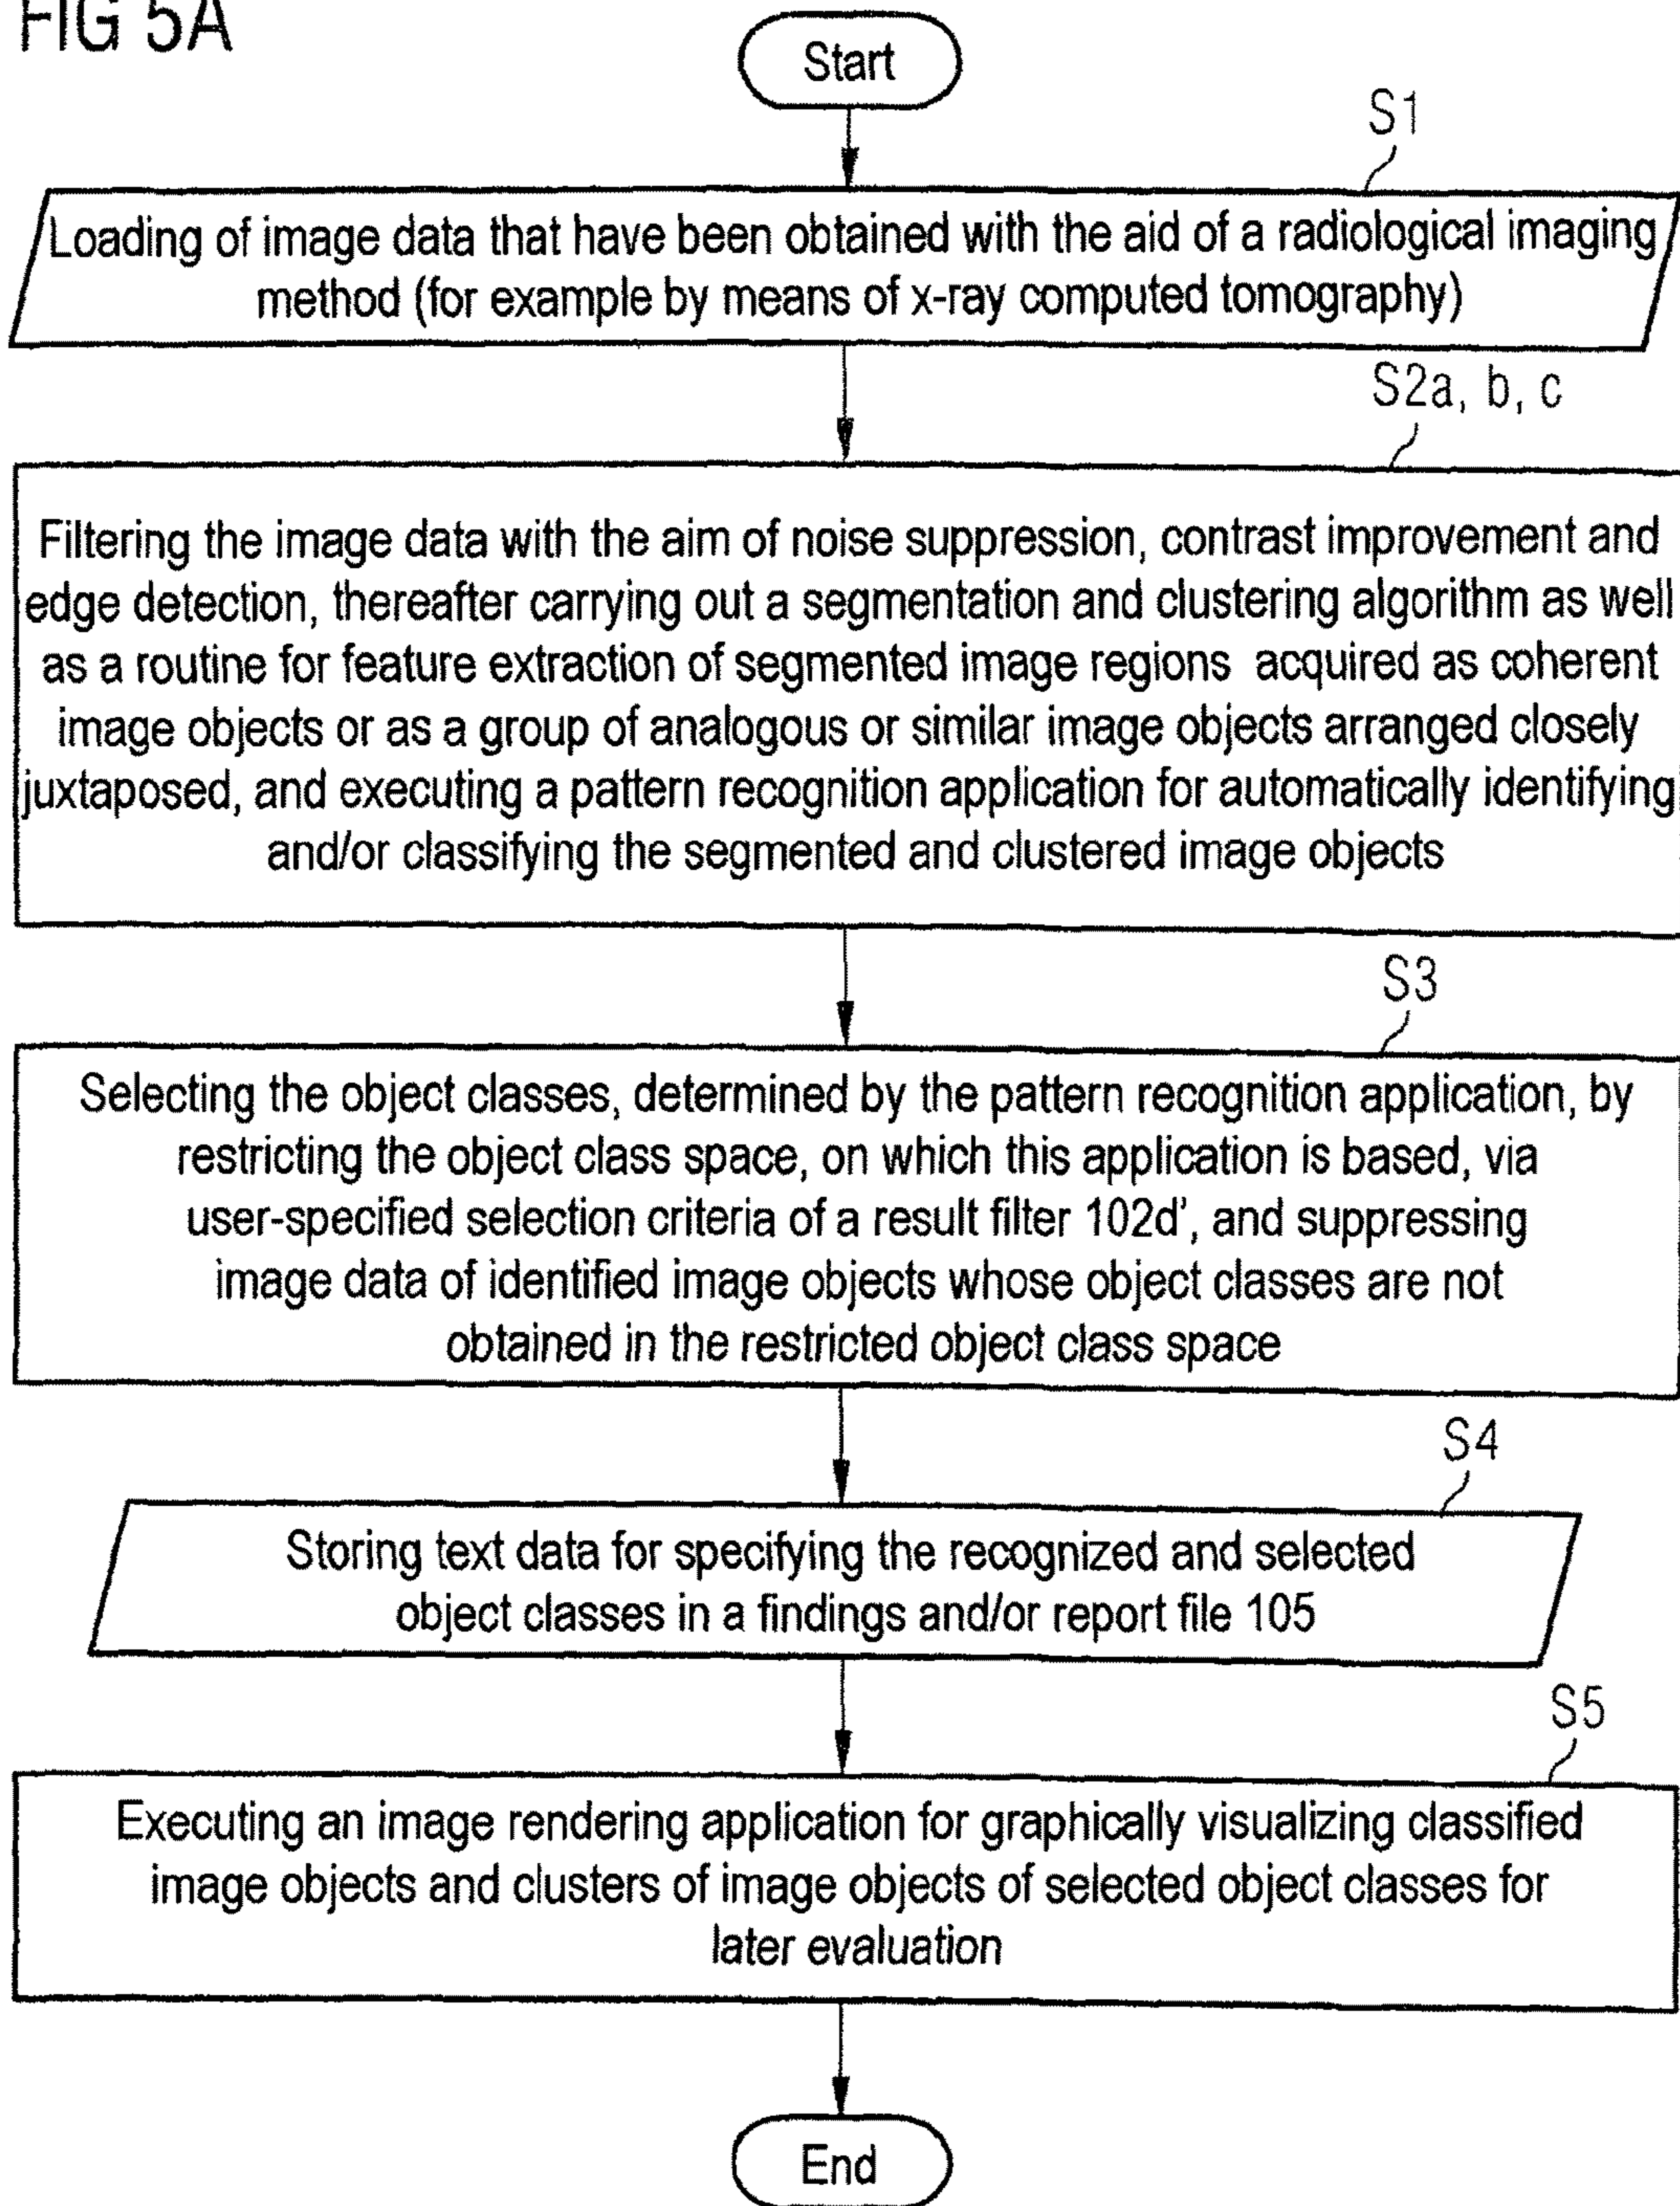 FIG 5A
Start
S1
Loading of image data that have been obtained with the aid of a radiological imaging
method (for example by means of x-ray computed tomography)
S2a, b, c
Filtering the image data with the aim of noise suppression, contrast improvement and
edge detection, thereafter carrying out a segmentation and clustering algorithm as well
as a routine for feature extraction of segmented image regions acquired as coherent
image objects or as a group of analogous or similar image objects arranged closely
juxtaposed, and executing a pattern recognition application for automatically identifying
and/or classifying the segmented and clustered image objects
S3
Selecting the object classes, determined by the pattern recognition application, by
restricting the object class space, on which this application is based, via
user-specified selection criteria of a result filter 102d', and suppressing
image data of identified image objects whose object classes are not
obtained in the restricted object class space
S4
Storing text data for specifying the recognized and selected
object classes in a findings and/or report file 105
S5
Executing an image rendering application for graphically visualizing classified
image objects and clusters of image objects of selected object classes for
later evaluation
End